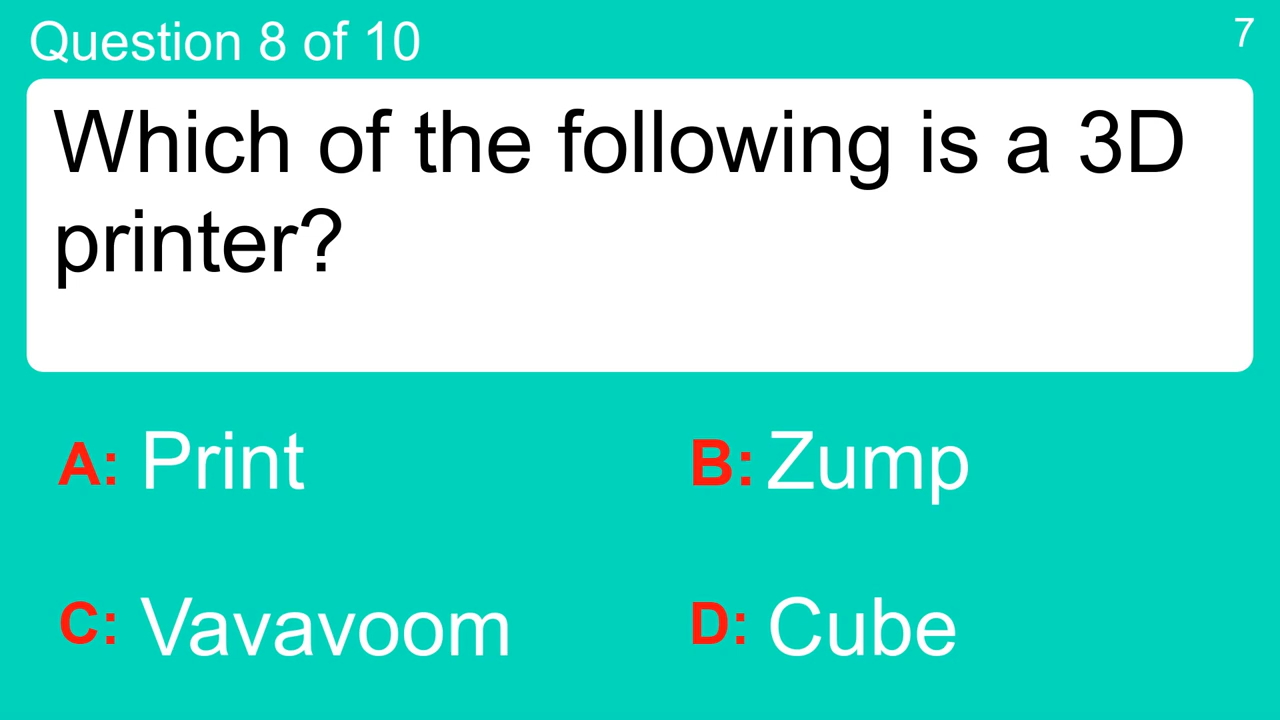 Question 8 of 10
7
Which of the following is a 3D
printer?
A: Print
B: Zump
C: Vavavoom
D: Cube